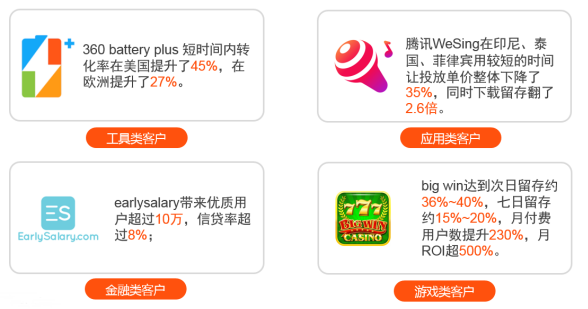 360 battery plus 短时间内转
化率在美国提升了45%，在
欧洲提升了27%。
工具类客户
腾讯WeSing在印尼、泰
国、菲律宾用较短的时间
让投放单价整体下降了
35%，同时下载留存翻了
2.6倍。
应用类客户
ES
EarlySalary.com
earlysalary带来优质用
户超过10万，信贷率超
过8%；
金融类客户
777
BIG WIN
CASINO
big win达到次日留存约
36%~40%，七日留存
约15%~20%，月付费
用户数提升230%，月
ROI超500%。
游戏类客户